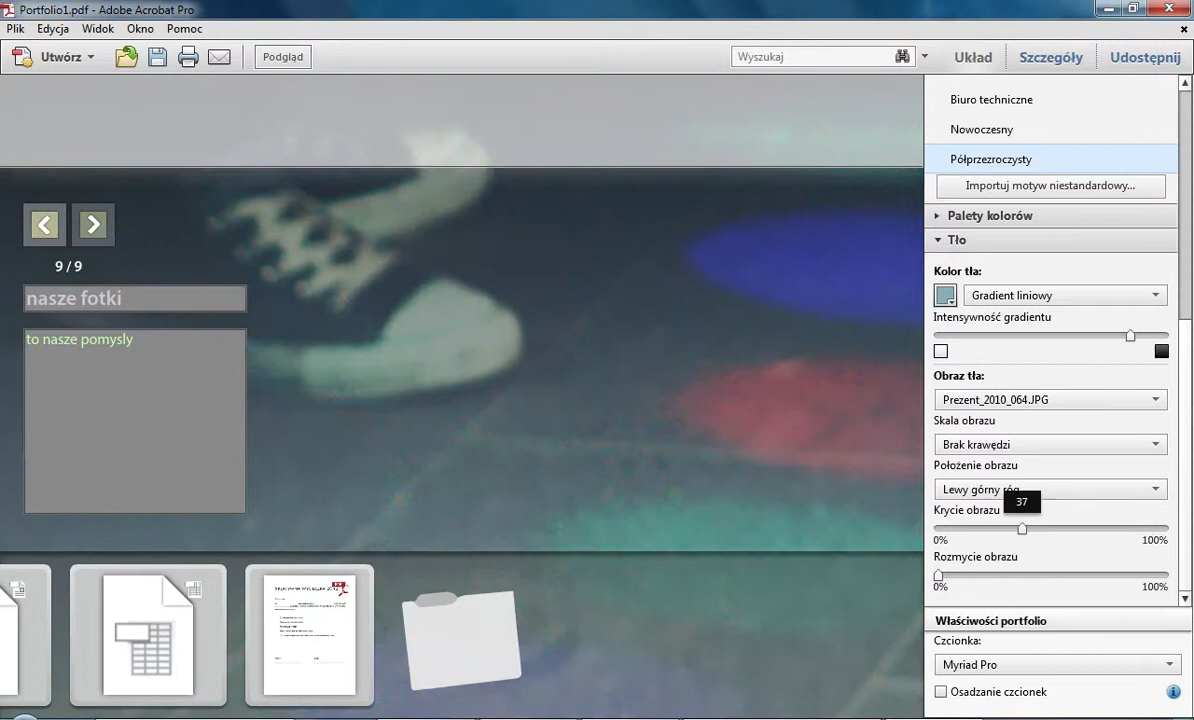 Portfolio1.pdf - Adobe Acrobat Pro
Plik Edycja Widok Okno Pomoc
Utwórz
Podgląd
Wyszukaj
Układ
Szczegóły
Udostępnij
Biuro techniczne
Nowoczesny
Półprzezroczysty
Importuj motyw niestandardowy...
Palety kolorów
Tło
Kolor tła:
Gradient liniowy
Intensywność gradientu
Obraz tła:
Prezent_2010_064.JPG
Skala obrazu
Brak krawędzi
Położenie obrazu
Lewy górny róg
37
Krycie obrazu
0% 100%
Rozmycie obrazu
0% 100%
Właściwości portfolio
Czcionka:
Myriad Pro
Osadzanie czcionek
9 / 9
nasze fotki
to nasze pomysly